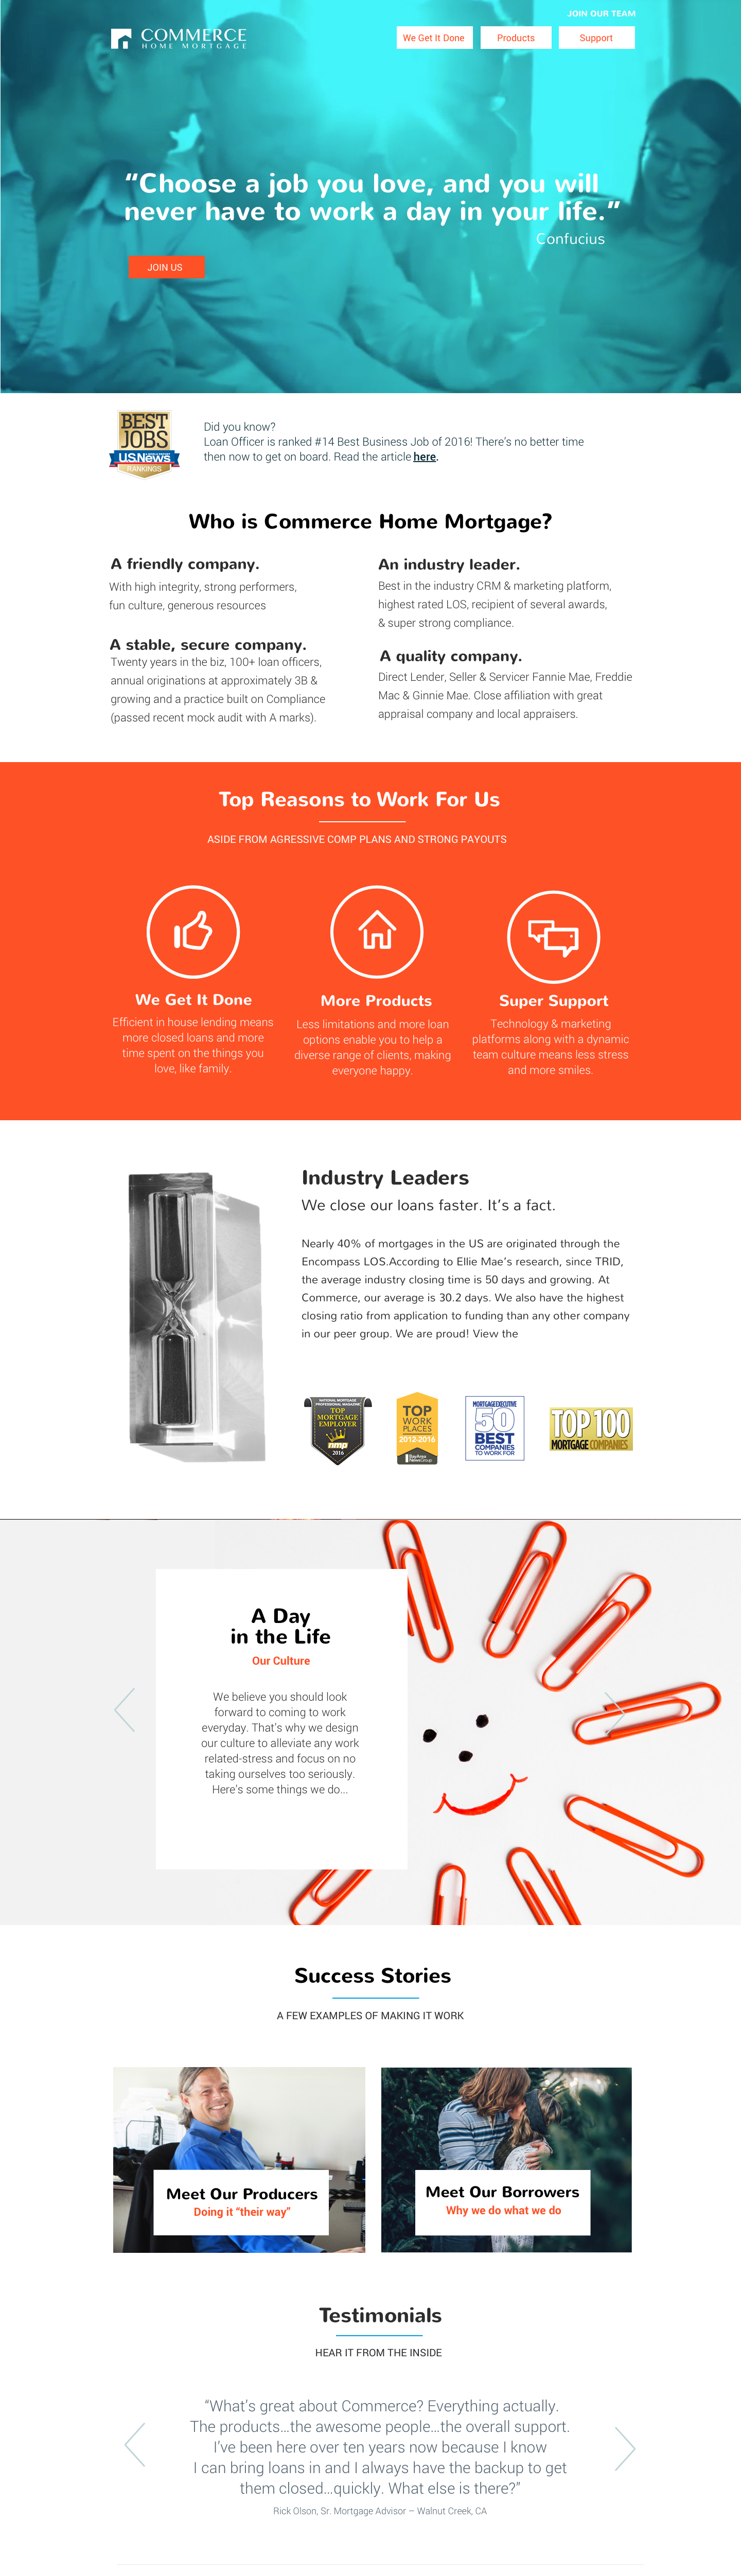 JOIN OUR TEAM
COMMERCE
HOME MORTGAGE
We Get It Done
Products
Support
“Choose a job you love, and you will
never have to work a day in your life.”
Confucius
JOIN US
BEST
JOBS
U.S.News
RANKINGS
Did you know?
Loan Officer is ranked #14 Best Business Job of 2016! There’s no better time
then now to get on board. Read the article here.
Who is Commerce Home Mortgage?
A friendly company.
With high integrity, strong performers,
fun culture, generous resources
A stable, secure company.
Twenty years in the biz, 100+ loan officers,
annual originations at approximately 3B &
growing and a practice built on Compliance
(passed recent mock audit with A marks).
An industry leader.
Best in the industry CRM & marketing platform,
highest rated LOS, recipient of several awards,
& super strong compliance.
A quality company.
Direct Lender, Seller & Servicer Fannie Mae, Freddie
Mac & Ginnie Mae. Close affiliation with great
appraisal company and local appraisers.
Top Reasons to Work For Us
ASIDE FROM AGRESSIVE COMP PLANS AND STRONG PAYOUTS
We Get It Done
Efficient in house lending means
more closed loans and more
time spent on the things you
love, like family.
More Products
Less limitations and more loan
options enable you to help a
diverse range of clients, making
everyone happy.
Super Support
Technology & marketing
platforms along with a dynamic
team culture means less stress
and more smiles.
Industry Leaders
We close our loans faster. It’s a fact.
Nearly 40% of mortgages in the US are originated through the
Encompass LOS.According to Ellie Mae’s research, since TRID,
the average industry closing time is 50 days and growing. At
Commerce, our average is 30.2 days. We also have the highest
closing ratio from application to funding than any other company
in our peer group. We are proud! View the
NATIONAL MORTGAGE
PROFESSIONAL MAGAZINE
TOP
MORTGAGE
EMPLOYER
nmp
2016
TOP
WORK
PLACES
2012-2016
BayArea
NewsGroup
MORTGAGEEXECUTIVE
50
BEST
COMPANIES
TO WORK FOR
TOP 100
MORTGAGE COMPANIES
A Day
in the Life
Our Culture
We believe you should look
forward to coming to work
everyday. That’s why we design
our culture to alleviate any work
related-stress and focus on no
taking ourselves too seriously.
Here’s some things we do...
Success Stories
A FEW EXAMPLES OF MAKING IT WORK
Meet Our Producers
Doing it “their way”
Meet Our Borrowers
Why we do what we do
Testimonials
HEAR IT FROM THE INSIDE
“What’s great about Commerce? Everything actually.
The products...the awesome people...the overall support.
I’ve been here over ten years now because I know
I can bring loans in and I always have the backup to get
them closed...quickly. What else is there?”
Rick Olson, Sr. Mortgage Advisor – Walnut Creek, CA